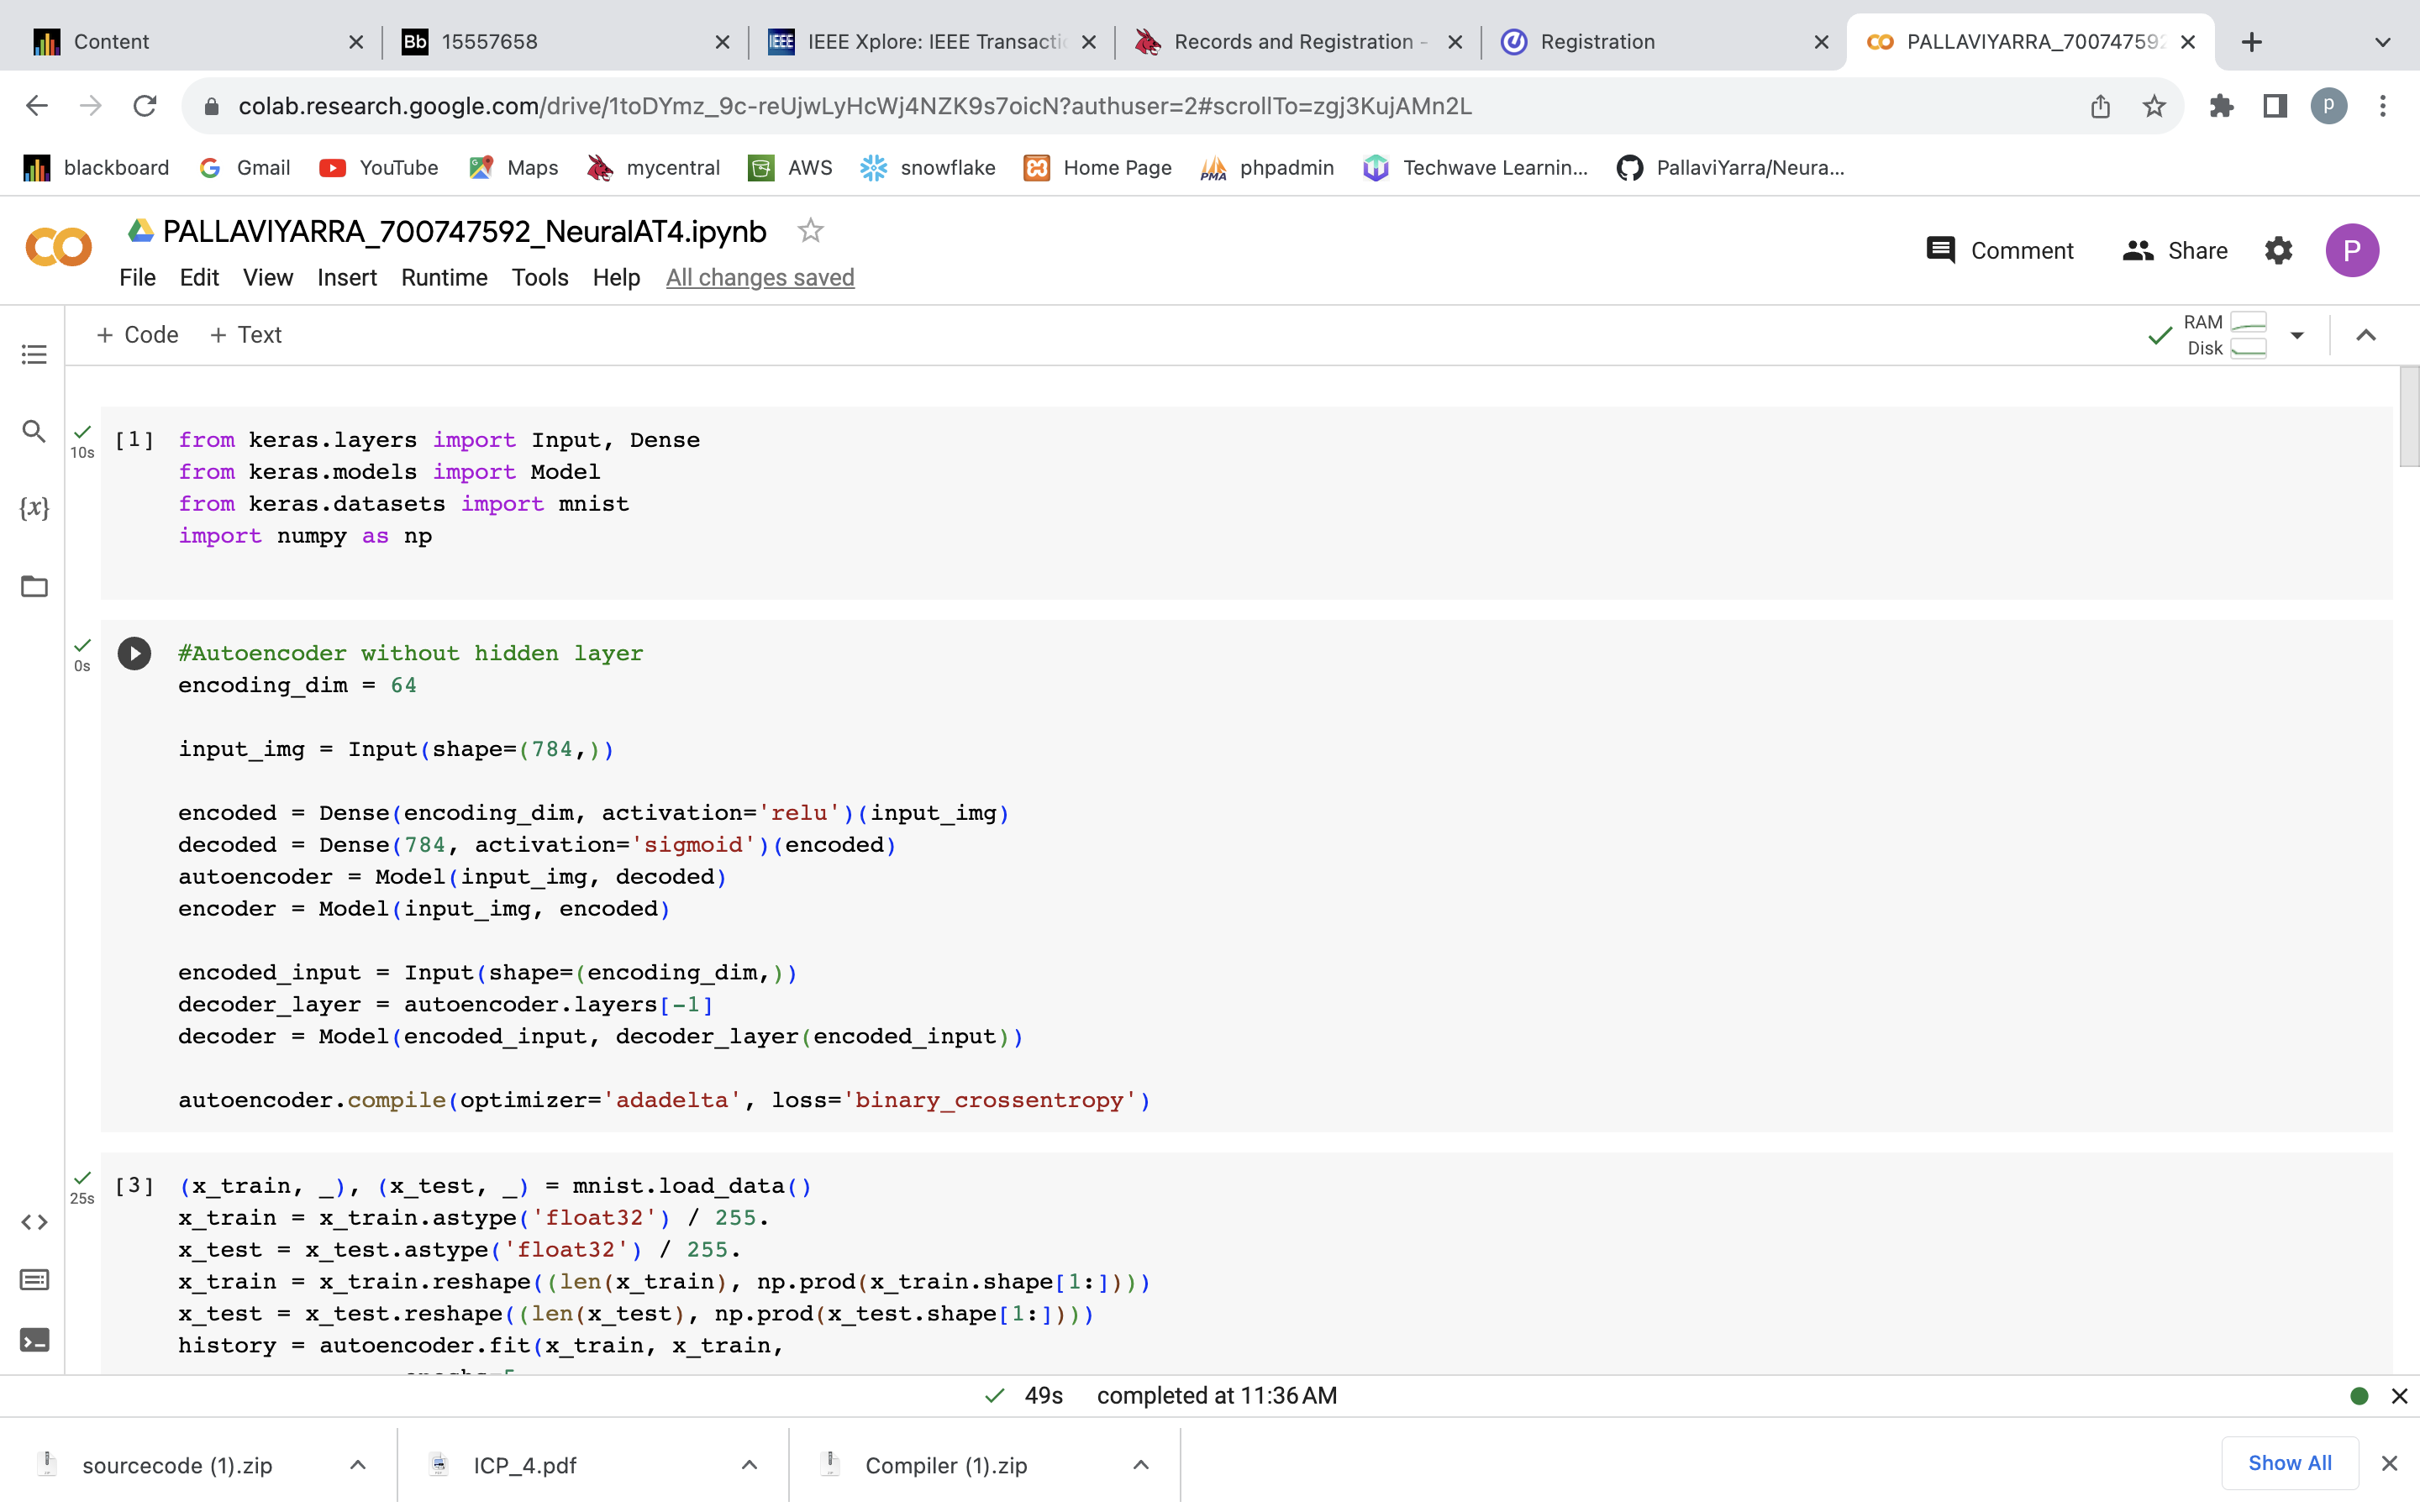 Content
Bb 15557658
IEEE IEEE Xplore: IEEE Transactio
Records and Registration -
Registration
PALLAVIYARRA_700747592
colab.research.google.com/drive/1toDYmz_9c-reUjwLyHcWj4NZK9s7oicN?authuser=2#scrollTo=zgj3KujAMn2L
p
blackboard Gmail YouTube Maps mycentral AWS snowflake Home Page PMA phpadmin Techwave Learnin... PallaviYarra/Neura...
PALLAVIYARRA_700747592_NeuralAT4.ipynb
File Edit View Insert Runtime Tools Help All changes saved
Comment Share P
+ Code + Text
RAM
Disk
10s
[1] from keras.layers import Input, Dense
from keras.models import Model
from keras.datasets import mnist
import numpy as np
{x}
0s
#Autoencoder without hidden layer
encoding_dim = 64
input_img = Input(shape=(784,))
encoded = Dense(encoding_dim, activation='relu')(input_img)
decoded = Dense(784, activation='sigmoid')(encoded)
autoencoder = Model(input_img, decoded)
encoder = Model(input_img, encoded)
encoded_input = Input(shape=(encoding_dim,))
decoder_layer = autoencoder.layers[-1]
decoder = Model(encoded_input, decoder_layer(encoded_input))
autoencoder.compile(optimizer='adadelta', loss='binary_crossentropy')
25s
[3] (x_train, _), (x_test, _) = mnist.load_data()
x_train = x_train.astype('float32') / 255.
x_test = x_test.astype('float32') / 255.
x_train = x_train.reshape((len(x_train), np.prod(x_train.shape[1:])))
x_test = x_test.reshape((len(x_test), np.prod(x_test.shape[1:])))
history = autoencoder.fit(x_train, x_train,
49s completed at 11:36 AM
sourcecode (1).zip
ICP_4.pdf
Compiler (1).zip
Show All